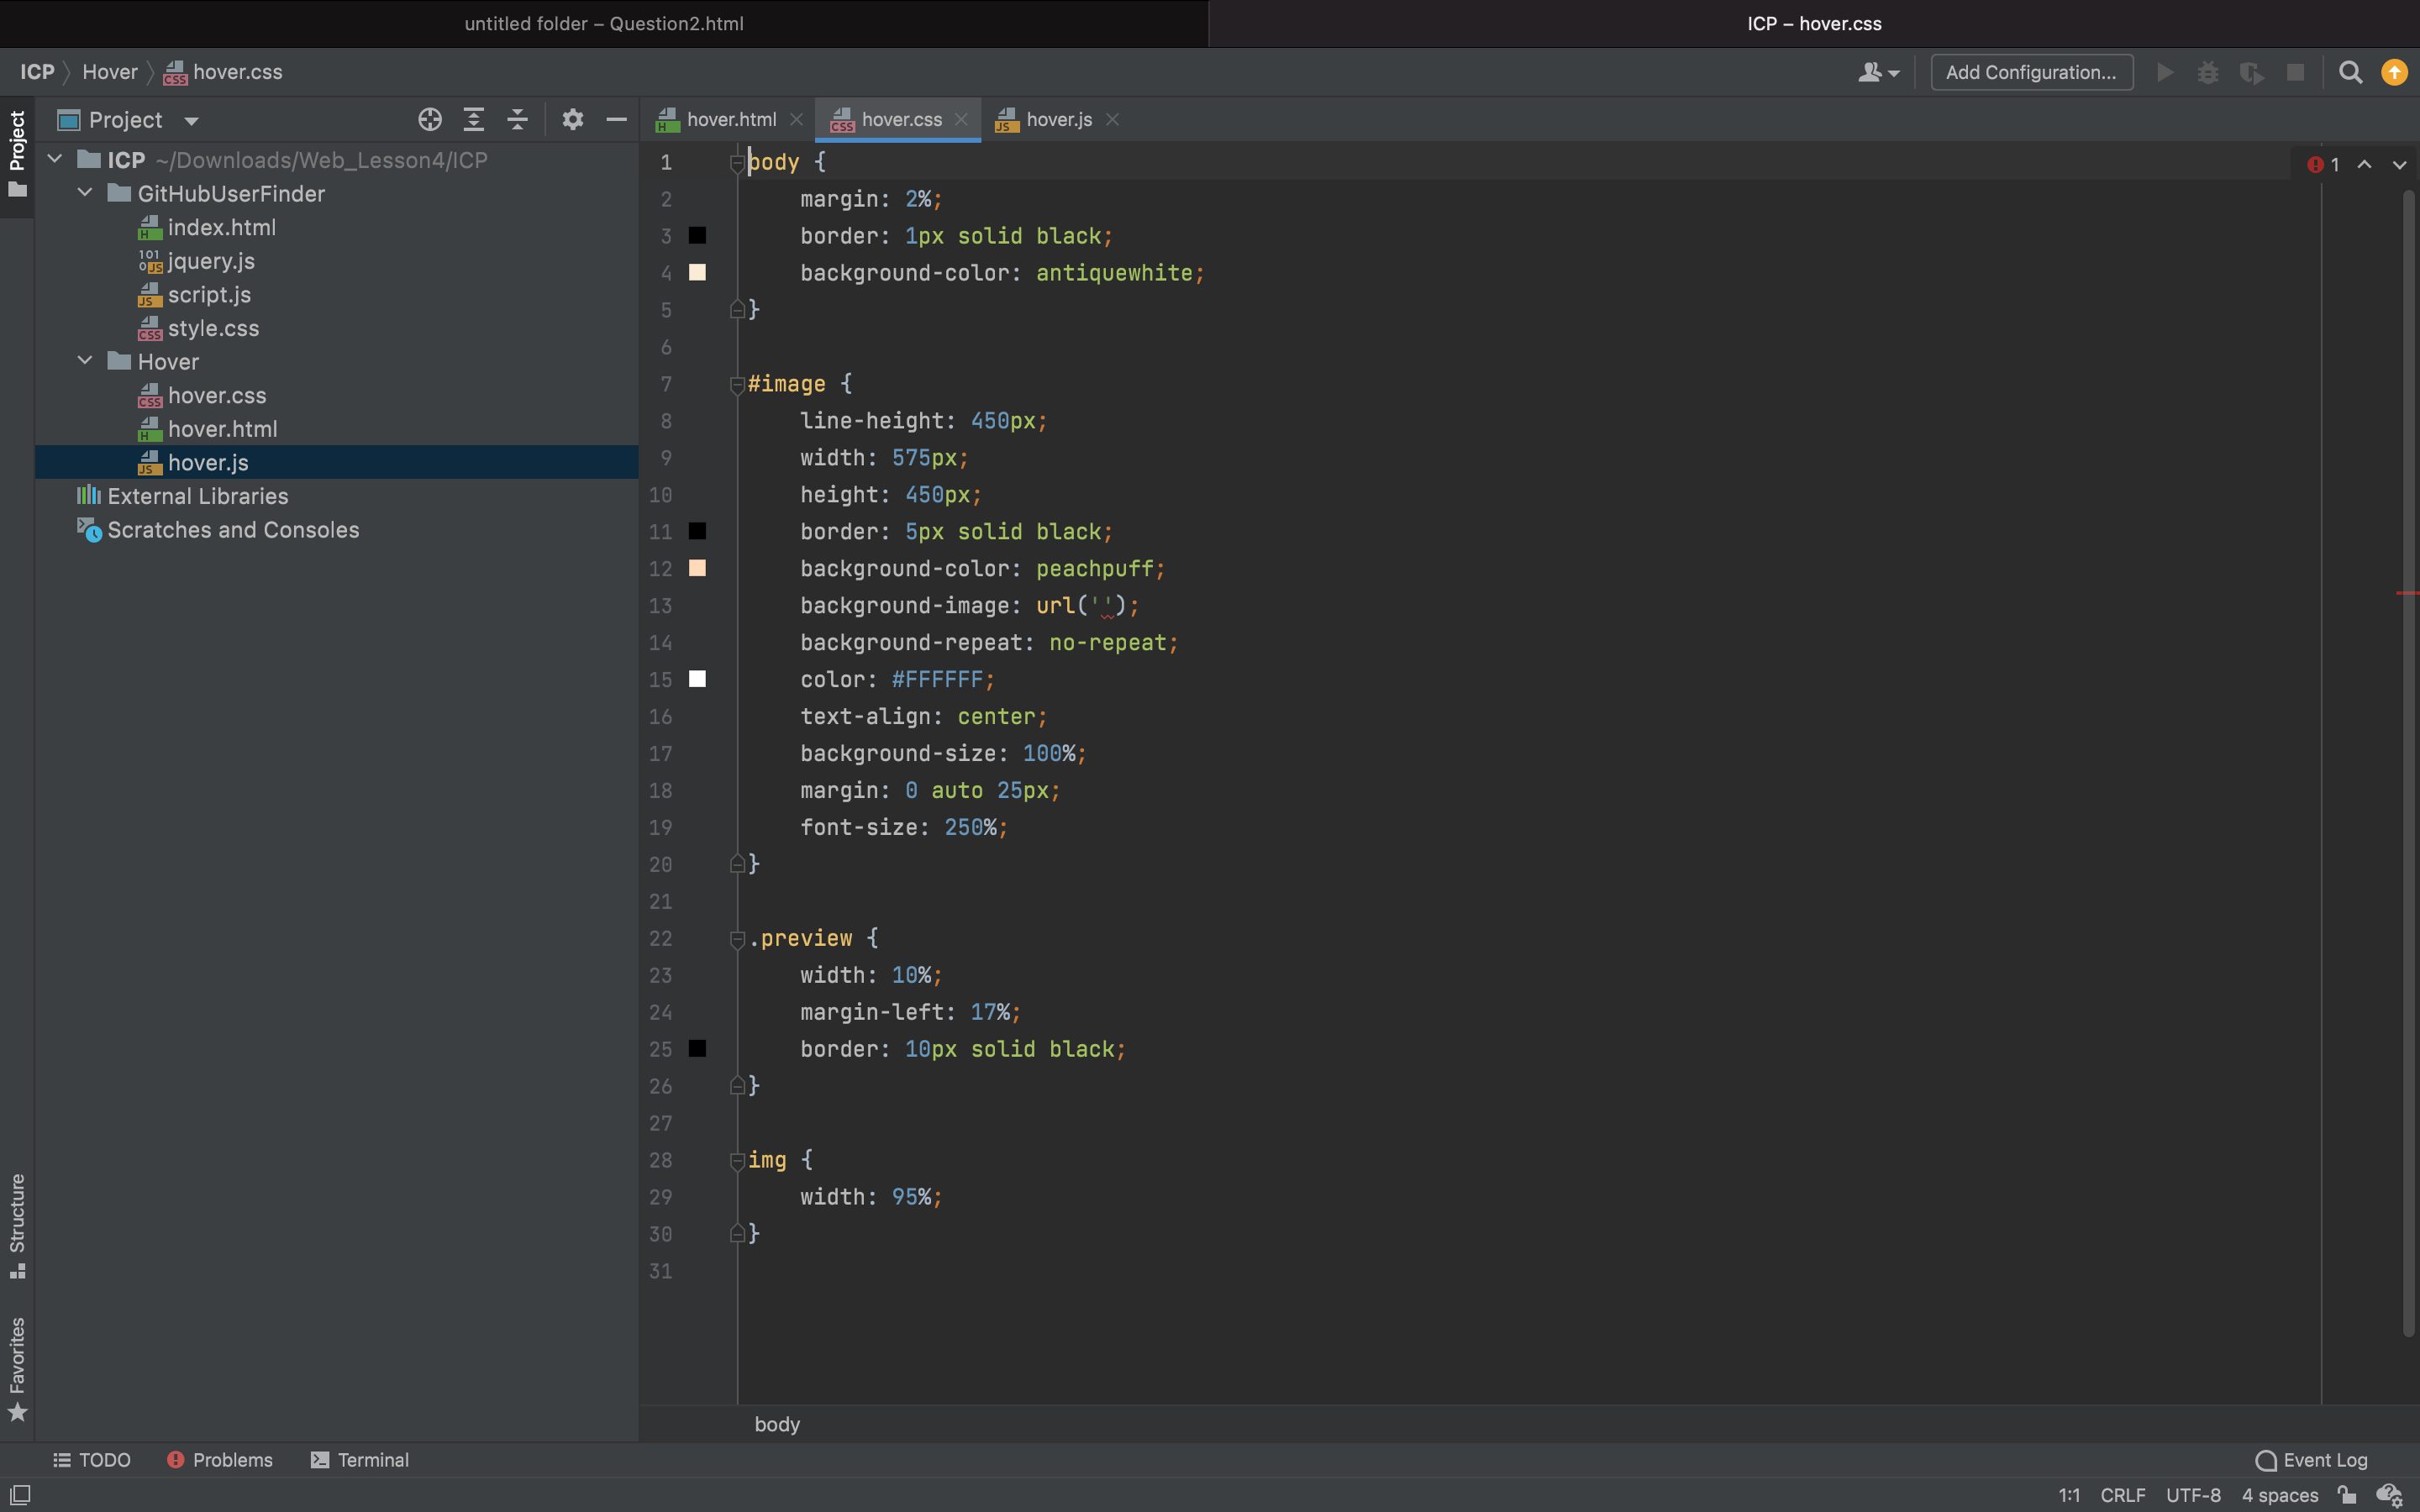 untitled folder – Question2.html
ICP – hover.css
ICP
Hover
hover.css
Add Configuration...
Project
Project
ICP ~/Downloads/Web_Lesson4/ICP
GitHubUserFinder
index.html
jquery.js
script.js
style.css
Hover
hover.css
hover.html
hover.js
External Libraries
Scratches and Consoles
Structure
Favorites
hover.html
hover.css
hover.js
1
1 body {
2 margin: 2%;
3 border: 1px solid black;
4 background-color: antiquewhite;
5 }
6
7 #image {
8 line-height: 450px;
9 width: 575px;
10 height: 450px;
11 border: 5px solid black;
12 background-color: peachpuff;
13 background-image: url('');
14 background-repeat: no-repeat;
15 color: #FFFFFF;
16 text-align: center;
17 background-size: 100%;
18 margin: 0 auto 25px;
19 font-size: 250%;
20 }
21
22 .preview {
23 width: 10%;
24 margin-left: 17%;
25 border: 10px solid black;
26 }
27
28 img {
29 width: 95%;
30 }
31
body
TODO
Problems
Terminal
Event Log
1:1 CRLF UTF-8 4 spaces